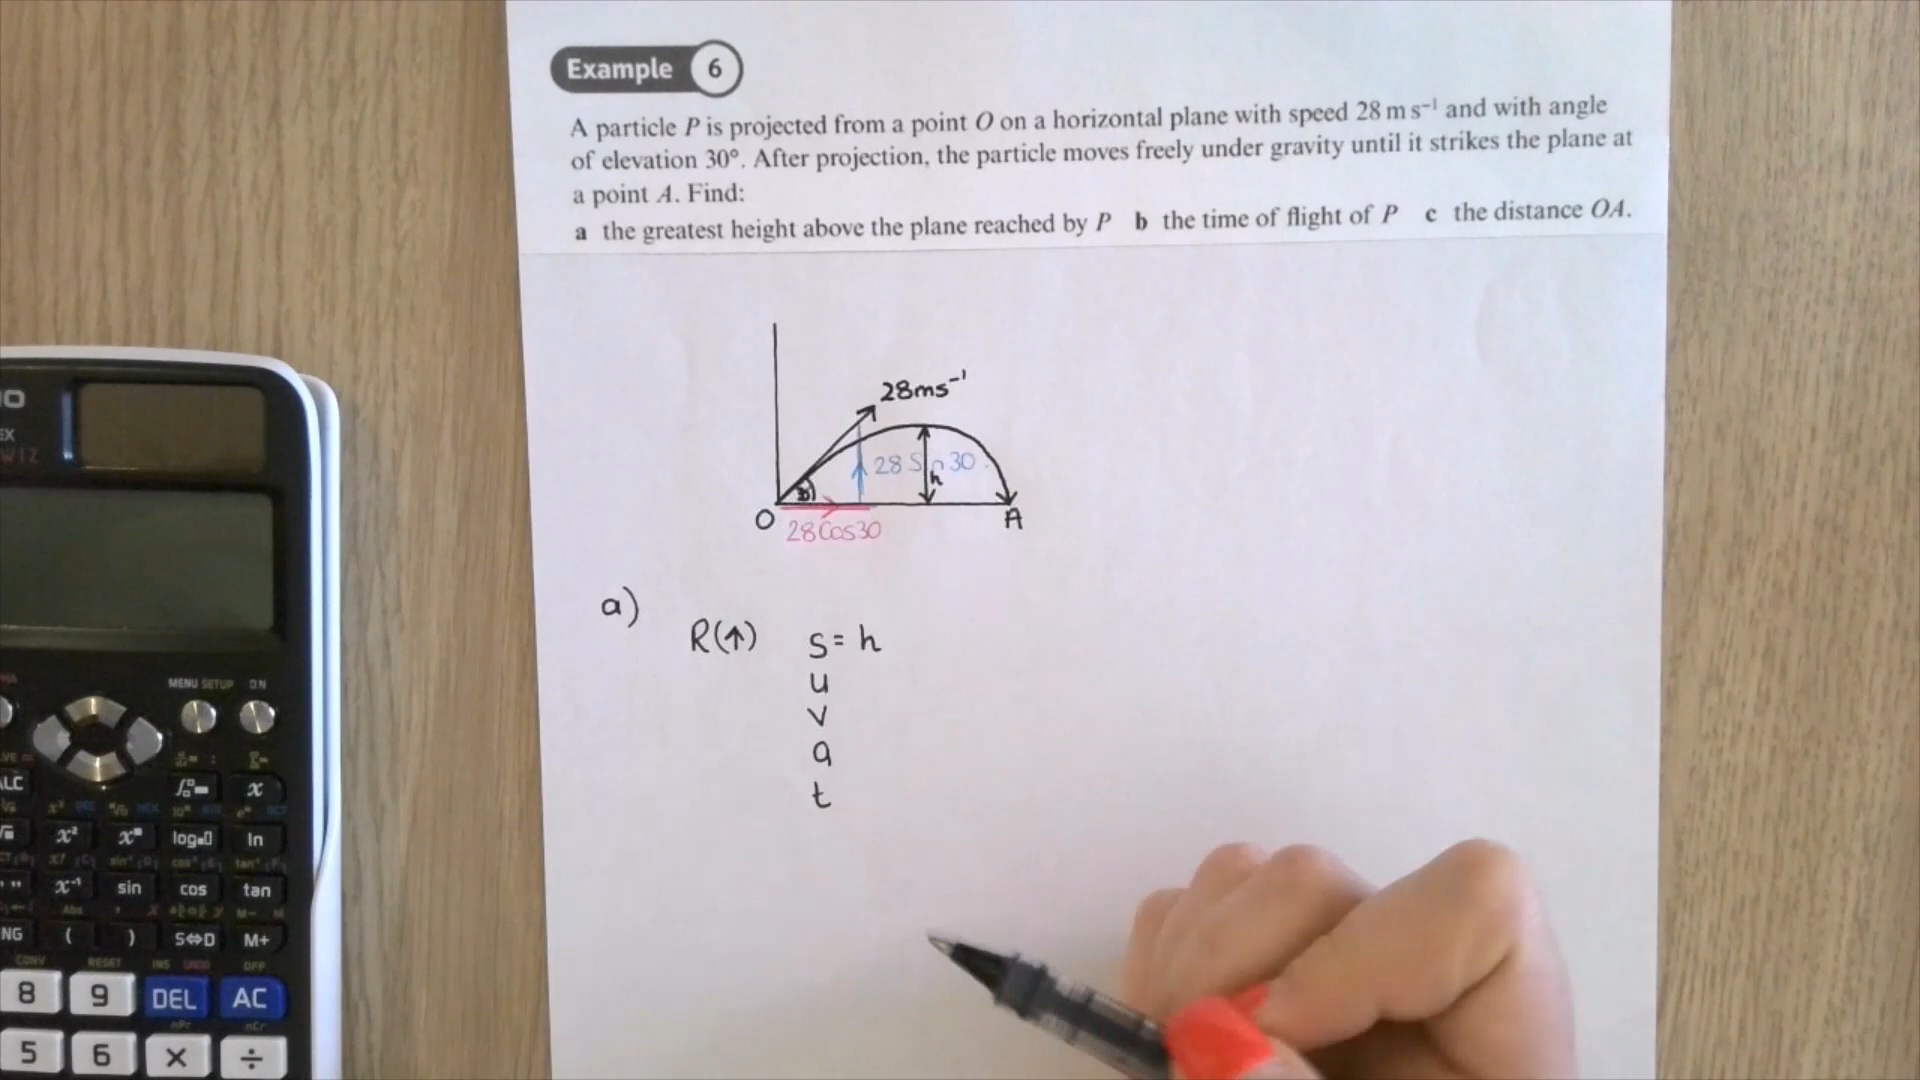 Example 6
A particle P is projected from a point O on a horizontal plane with speed 28 m s⁻¹ and with angle
of elevation 30°. After projection, the particle moves freely under gravity until it strikes the plane at
a point A. Find:
a the greatest height above the plane reached by P b the time of flight of P c the distance OA.
28ms⁻¹
28 Sin30
h
30
O
A
28Cos30
a)
R(↑) s = h
u
v
a
t
MENU SETUP ON
x
x² x■ log■□ ln
x⁻¹ sin cos tan
( ) S⇔D M+
8 9 DEL AC
5 6 × ÷